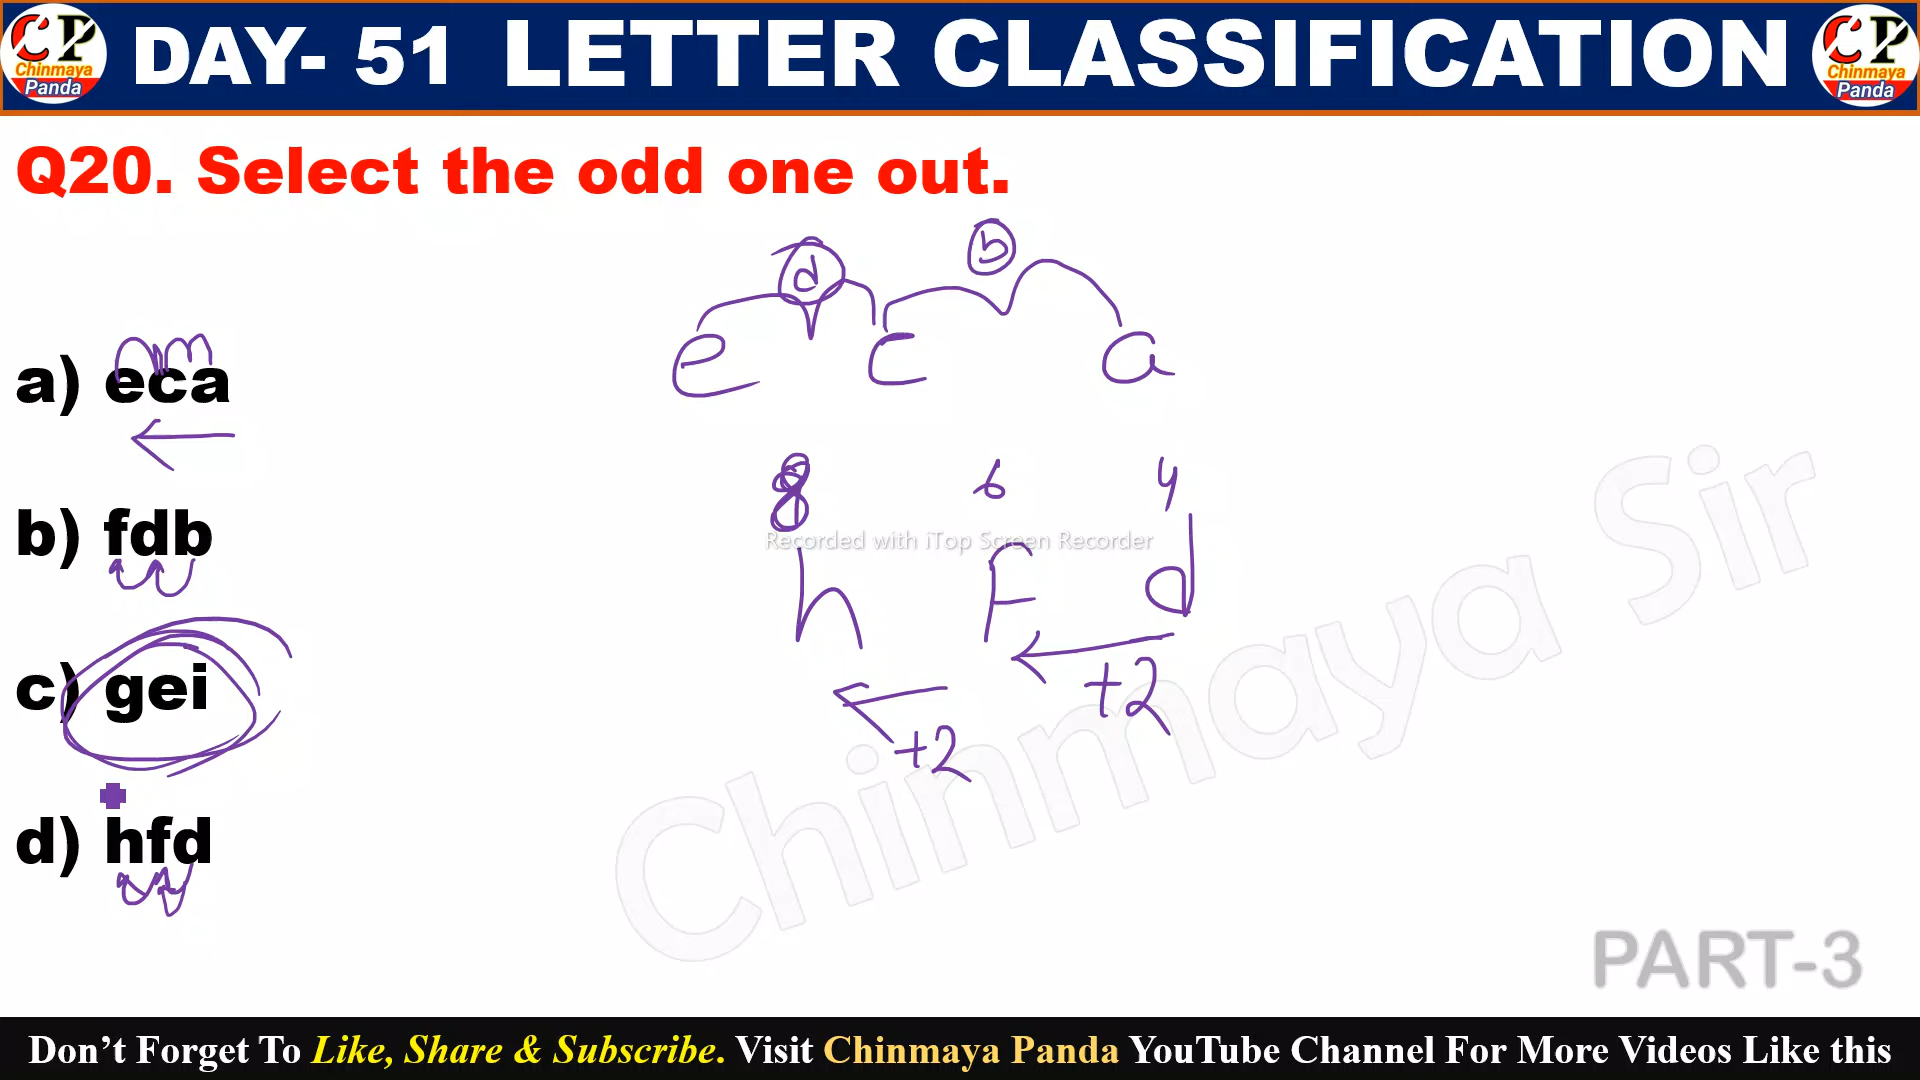 CP Chinmaya Panda DAY- 51 LETTER CLASSIFICATION CP Chinmaya Panda
Q20. Select the odd one out.
d b
e c a
a) eca
8 6 4
b) fdb
Recorded with iTop Screen Recorder
h F d
c) gei
+2 +2
d) hfd
Chinmaya Sir
PART-3
Don't Forget To Like, Share & Subscribe. Visit Chinmaya Panda YouTube Channel For More Videos Like this